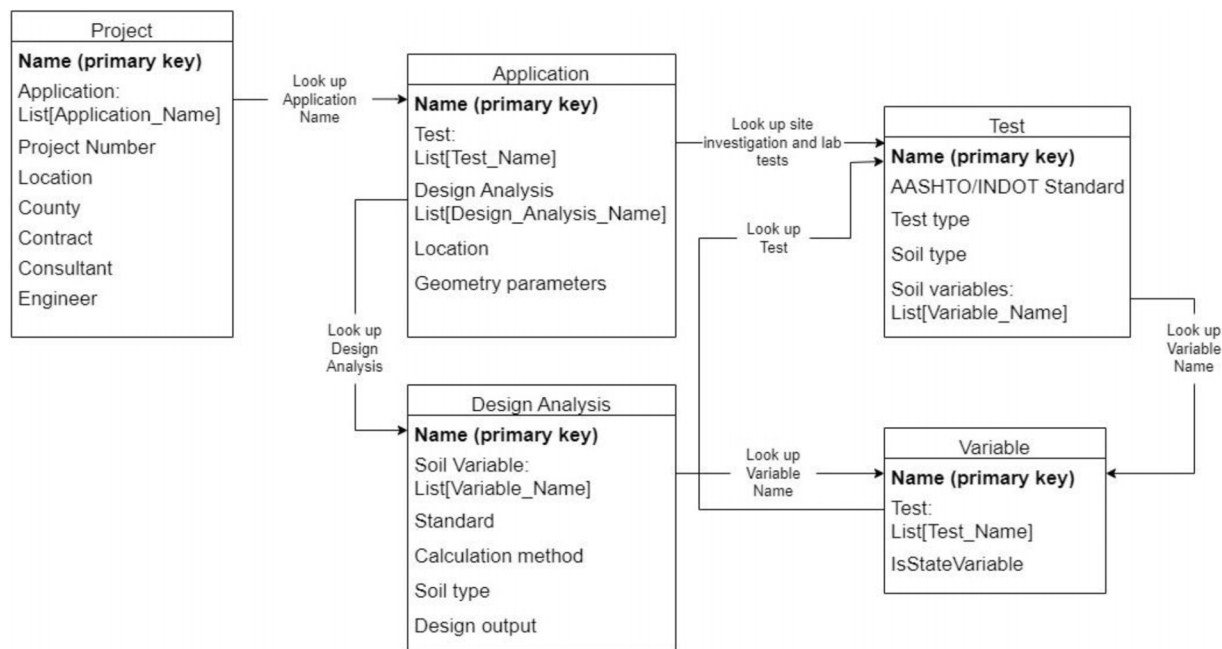 Project
Name (primary key)
Application:
List[Application_Name]
Project Number
Location
County
Contract
Consultant
Engineer
Look up
Application
Name
Application
Name (primary key)
Test:
List[Test_Name]
Design Analysis
List[Design_Analysis_Name]
Location
Geometry parameters
Look up site
investigation and lab
tests
Test
Name (primary key)
AASHTO/INDOT Standard
Test type
Soil type
Soil variables:
List[Variable_Name]
Look up
Test
Look up
Design
Analysis
Look up
Variable
Name
Design Analysis
Name (primary key)
Soil Variable:
List[Variable_Name]
Standard
Calculation method
Soil type
Design output
Look up
Variable
Name
Variable
Name (primary key)
Test:
List[Test_Name]
IsStateVariable